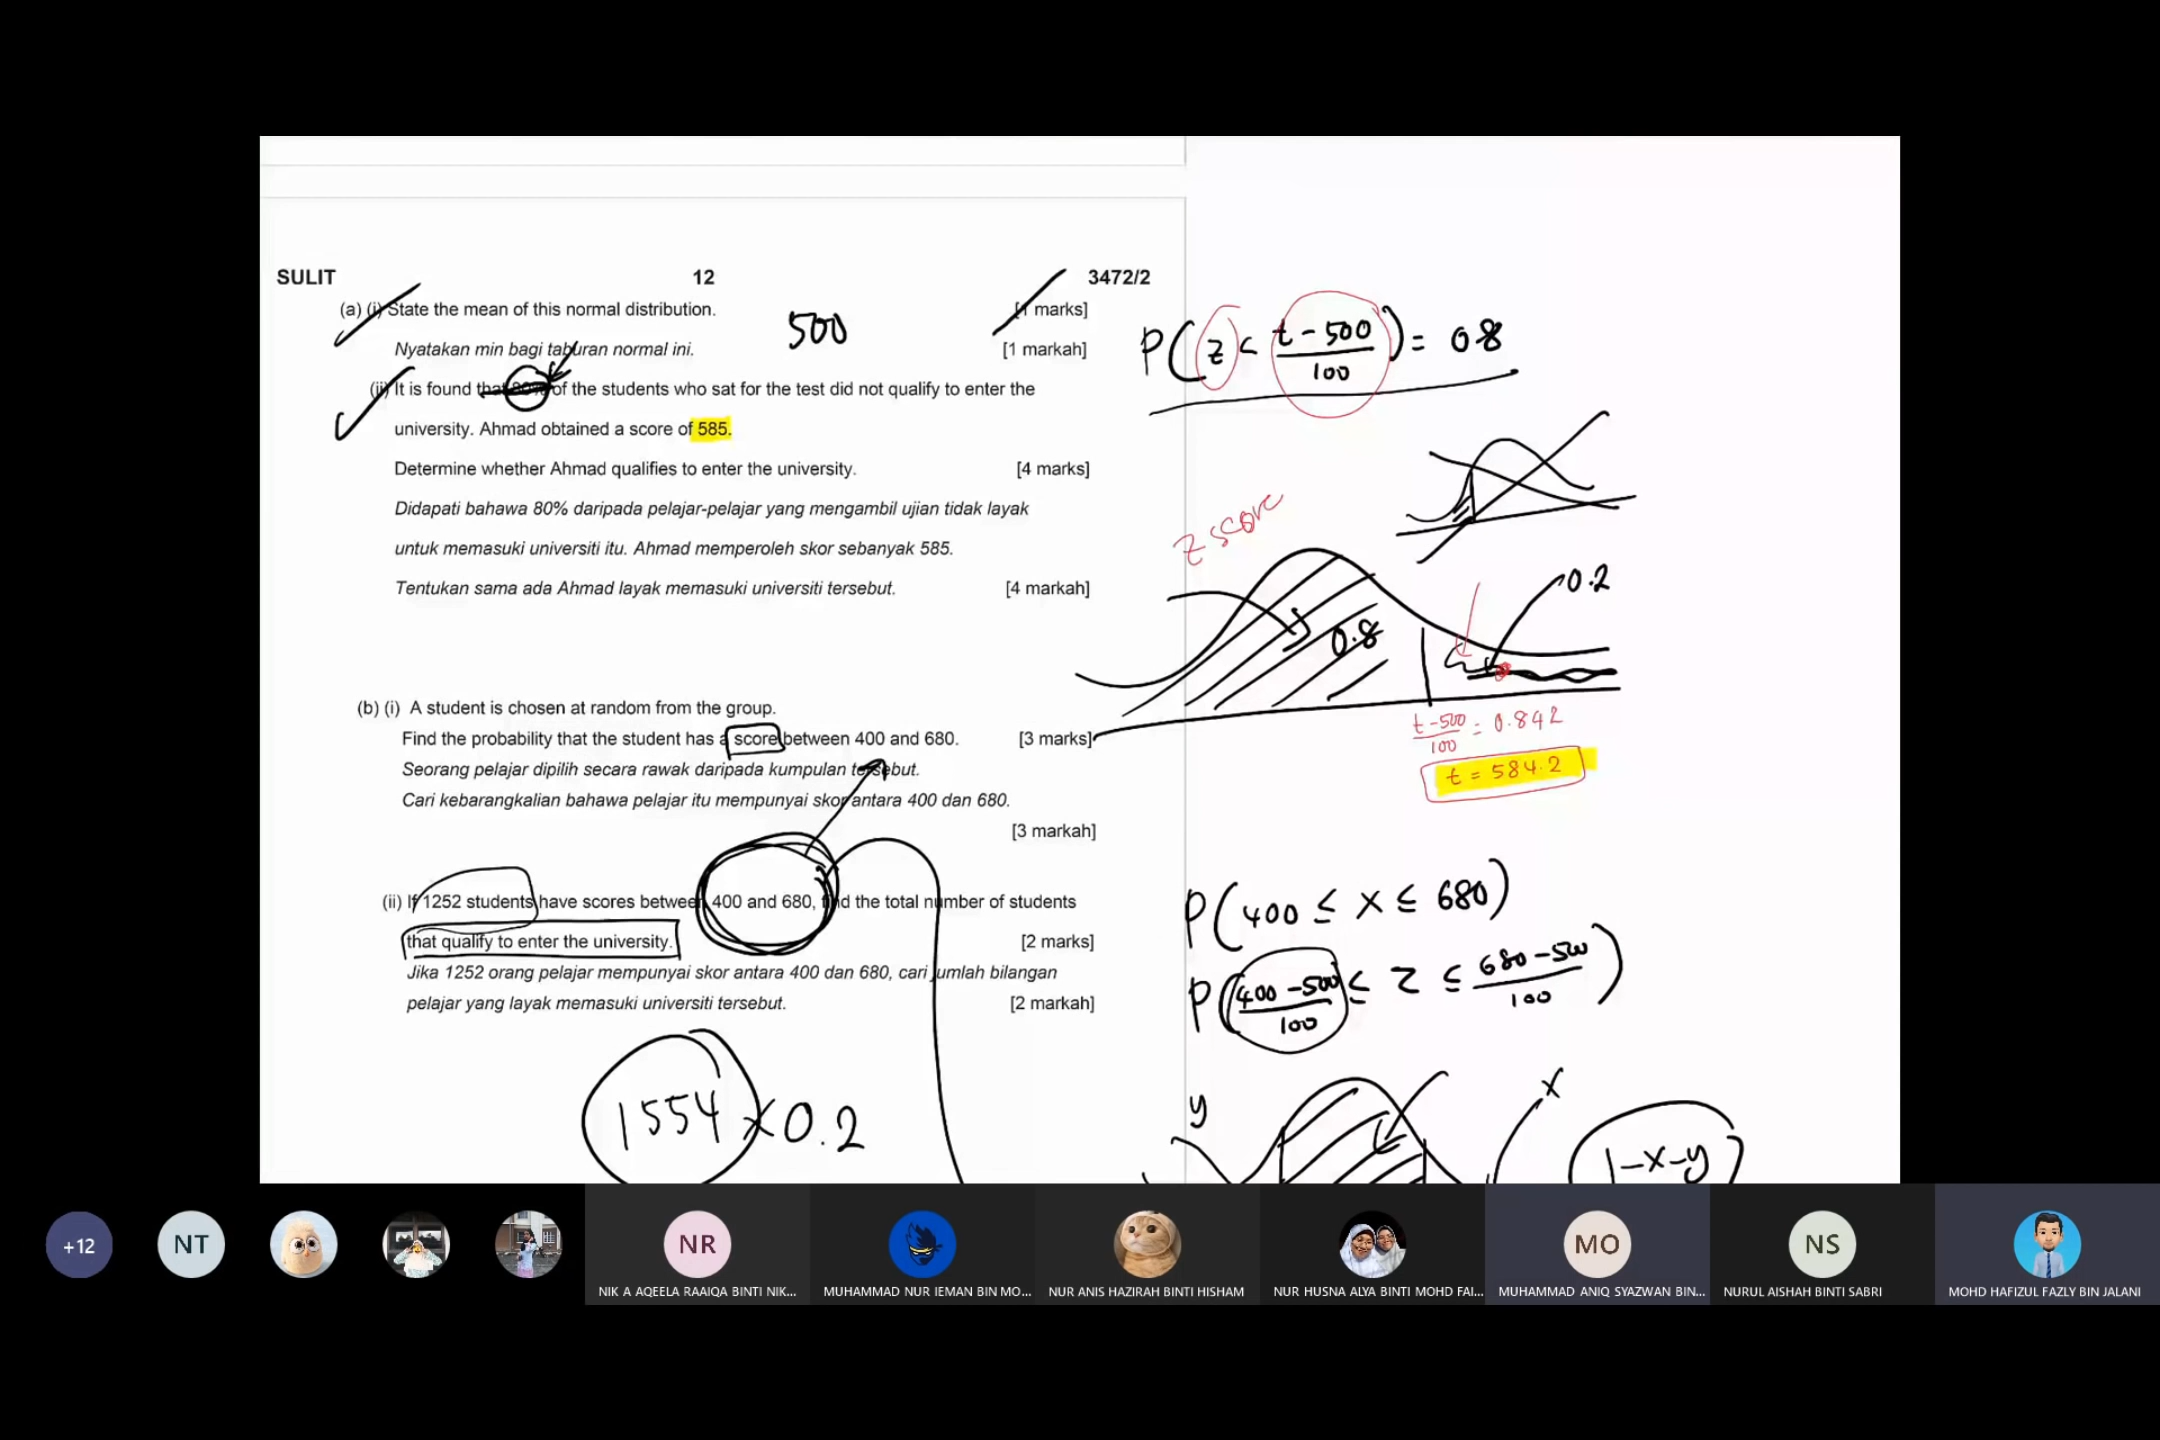 SULIT 12 3472/2
(a) (i) State the mean of this normal distribution. [1 marks]
500
Nyatakan min bagi taburan normal ini. [1 markah]
(ii) It is found that 80% of the students who sat for the test did not qualify to enter the
university. Ahmad obtained a score of 585.
Determine whether Ahmad qualifies to enter the university. [4 marks]
Didapati bahawa 80% daripada pelajar-pelajar yang mengambil ujian tidak layak
untuk memasuki universiti itu. Ahmad memperoleh skor sebanyak 585.
Tentukan sama ada Ahmad layak memasuki universiti tersebut. [4 markah]
(b) (i) A student is chosen at random from the group.
Find the probability that the student has a score between 400 and 680. [3 marks]
Seorang pelajar dipilih secara rawak daripada kumpulan tersebut.
Cari kebarangkalian bahawa pelajar itu mempunyai skor antara 400 dan 680.
[3 markah]
(ii) If 1252 students have scores between 400 and 680, find the total number of students
that qualify to enter the university. [2 marks]
Jika 1252 orang pelajar mempunyai skor antara 400 dan 680, cari jumlah bilangan
pelajar yang layak memasuki universiti tersebut. [2 markah]
1554 × 0.2
P(z < t-500/100) = 0.8
z score
0.8
0.2
t-500/100 = 0.842
t = 584.2
P(400 ≤ x ≤ 680)
P(400-500/100 ≤ z ≤ 680-500/100)
y
x
1-x-y
+12
NT
NR
MO
NS
NIK A AQEELA RAAIQA BINTI NIK...
MUHAMMAD NUR IEMAN BIN MO...
NUR ANIS HAZIRAH BINTI HISHAM
NUR HUSNA ALYA BINTI MOHD FAI...
MUHAMMAD ANIQ SYAZWAN BIN...
NURUL AISHAH BINTI SABRI
MOHD HAFIZUL FAZLY BIN JALANI